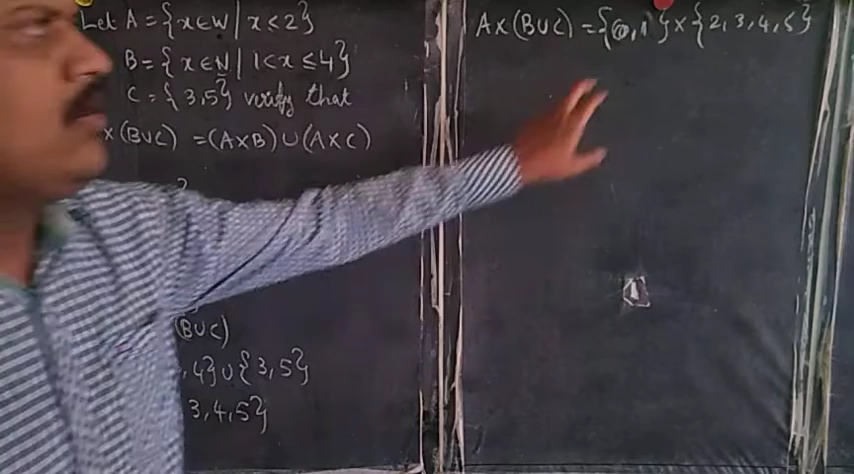 Let A = {x∈W | x≤2}
B = {x∈N | 1<x≤4}
C = {3,5} verify that
x(B∪C) = (A×B)∪(A×C)
(B∪C)
,4}∪{3,5}
3,4,5}
A×(B∪C) = {0,1}×{2,3,4,5}